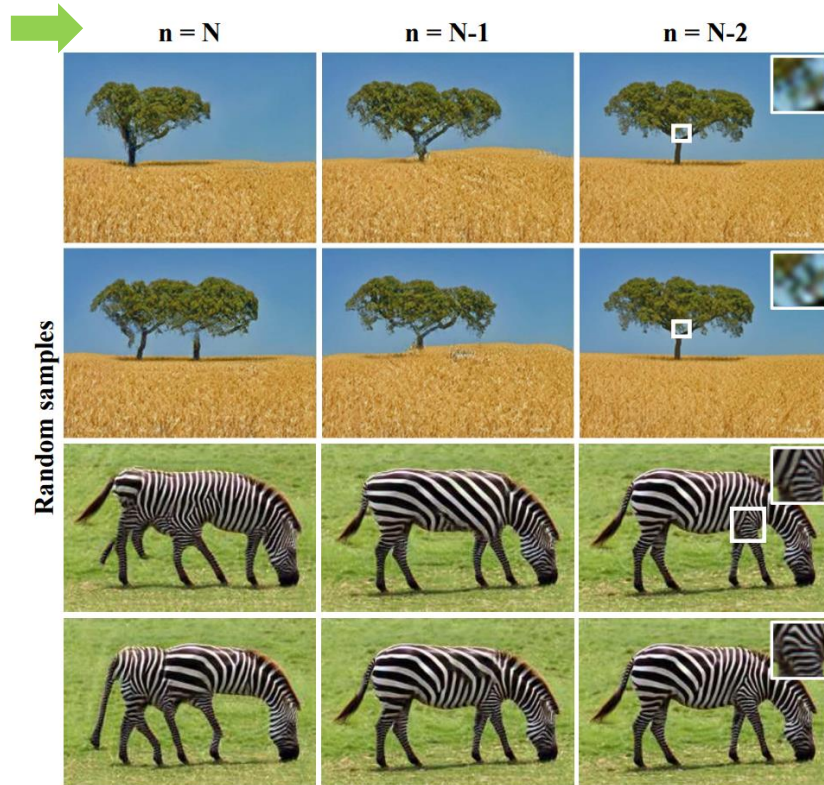 n = N
n = N-1
n = N-2
Random samples